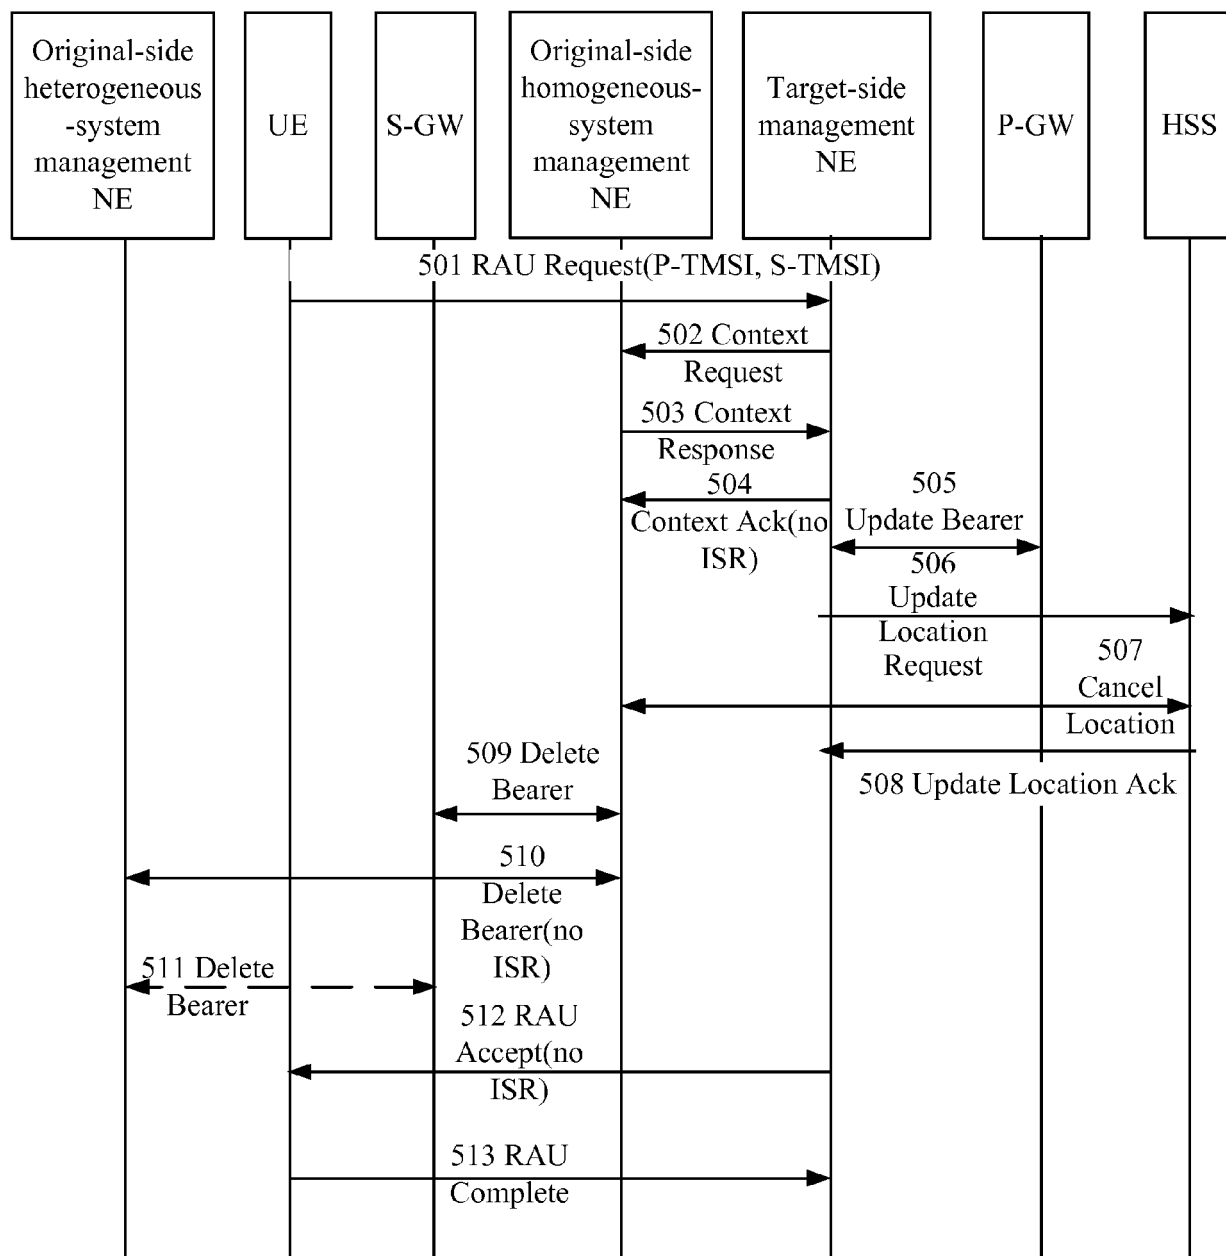 Original-side
heterogeneous
-system
management
NE
UE
S-GW
Original-side
homogeneous-
system
management
NE
Target-side
management
NE
P-GW
HSS
501 RAU Request(P-TMSI, S-TMSI)
502 Context
Request
503 Context
Response
504
Context Ack(no
ISR)
505
Update Bearer
506
Update
Location
Request
507
Cancel
Location
508 Update Location Ack
509 Delete
Bearer
510
Delete
Bearer(no
ISR)
511 Delete
Bearer
512 RAU
Accept(no
ISR)
513 RAU
Complete